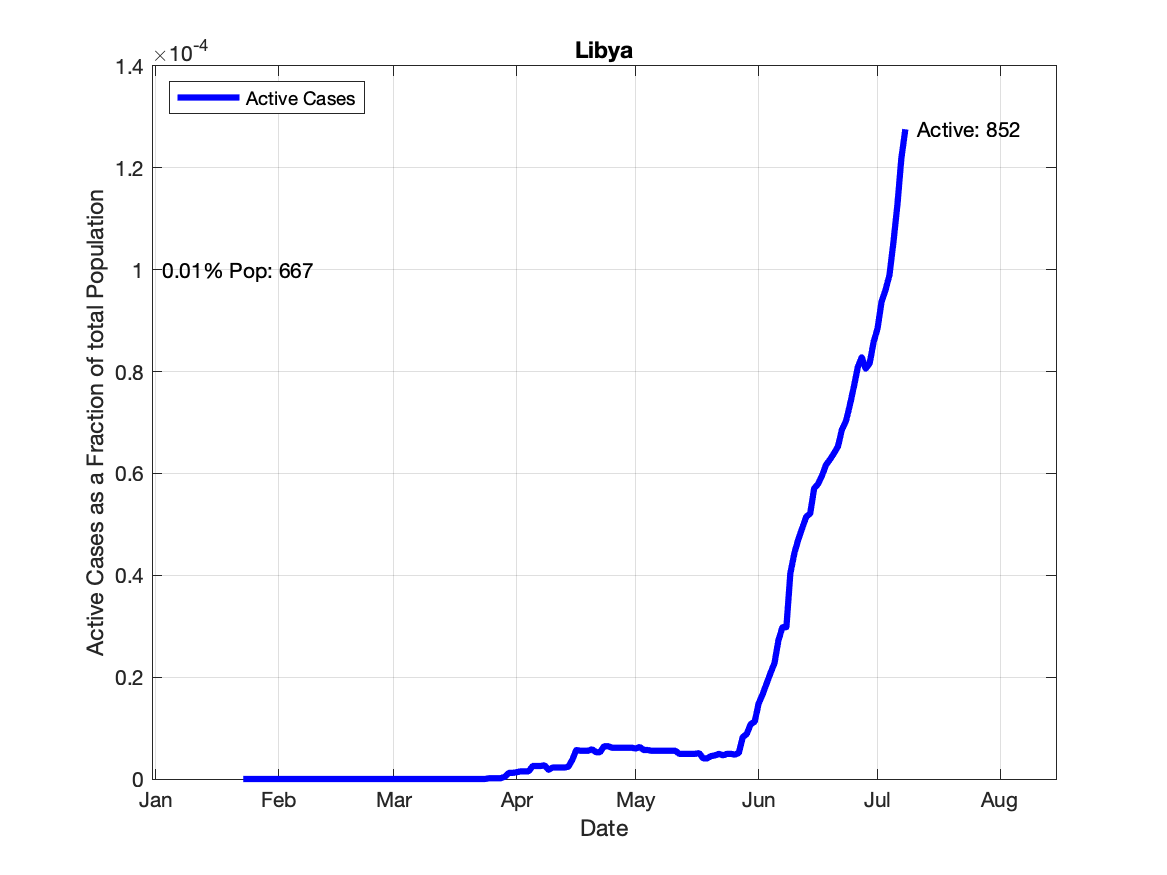 Libya
×10-4
Active Cases
Active: 852
0.01% Pop: 667
1.4
1.2
1
0.8
0.6
0.4
0.2
0
Active Cases as a Fraction of total Population
Jan Feb Mar Apr May Jun Jul Aug
Date